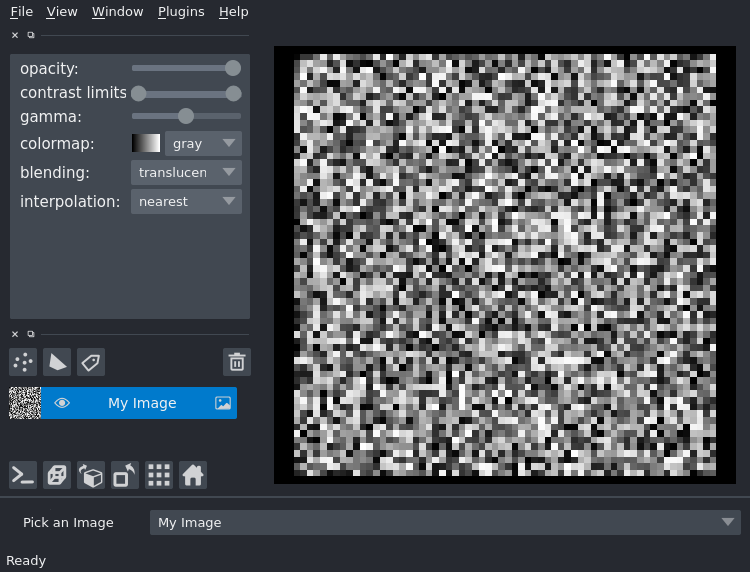 File View Window Plugins Help
opacity:
contrast limits
gamma:
colormap: gray
blending: translucen
interpolation: nearest
My Image
Pick an Image My Image
Ready